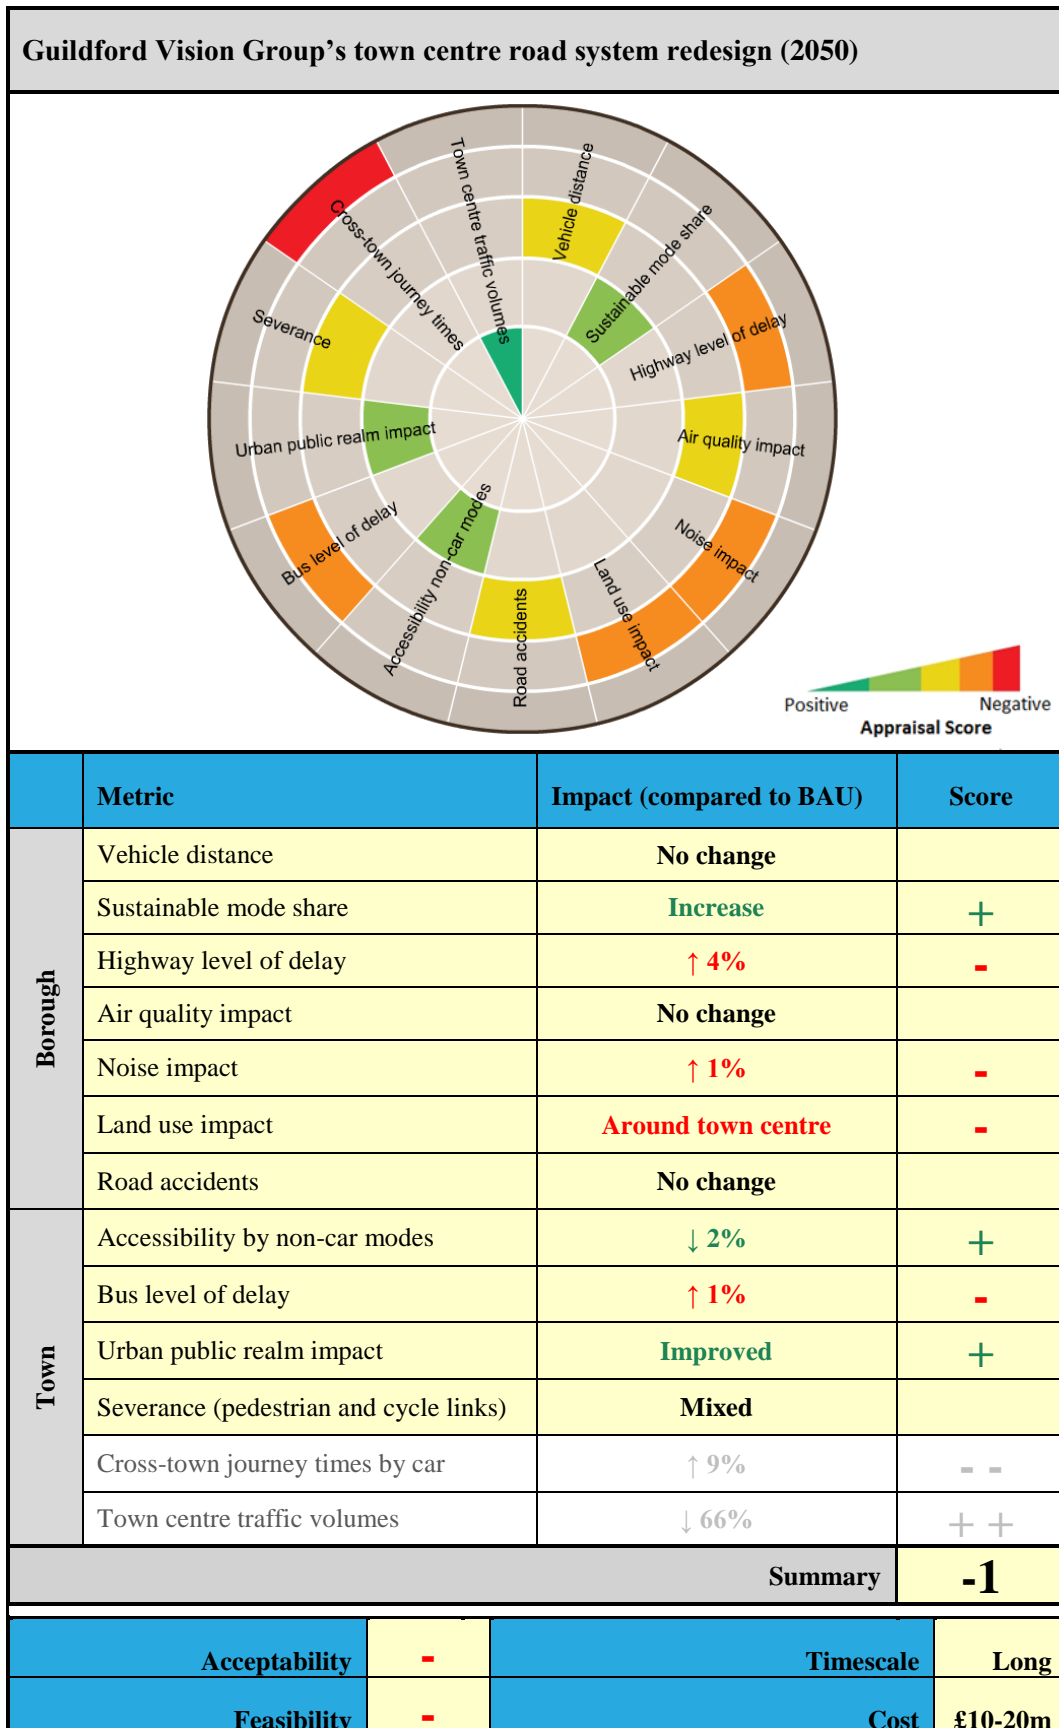 Guildford Vision Group's town centre road system redesign (2050)
Town centre traffic volumes
Vehicle distance
Sustainable mode share
Highway level of delay
Air quality impact
Noise impact
Land use impact
Road accidents
Accessibility non-car modes
Bus level of delay
Urban public realm impact
Severance
Cross-town journey times
Positive Negative
Appraisal Score
Metric Impact (compared to BAU) Score
Borough
Vehicle distance No change
Sustainable mode share Increase +
Highway level of delay ↑ 4% -
Air quality impact No change
Noise impact ↑ 1% -
Land use impact Around town centre -
Road accidents No change
Town
Accessibility by non-car modes ↓ 2% +
Bus level of delay ↑ 1% -
Urban public realm impact Improved +
Severance (pedestrian and cycle links) Mixed
Cross-town journey times by car ↑ 9% - -
Town centre traffic volumes ↓ 66% + +
Summary -1
Acceptability - Timescale Long
Feasibility - Cost £10-20m